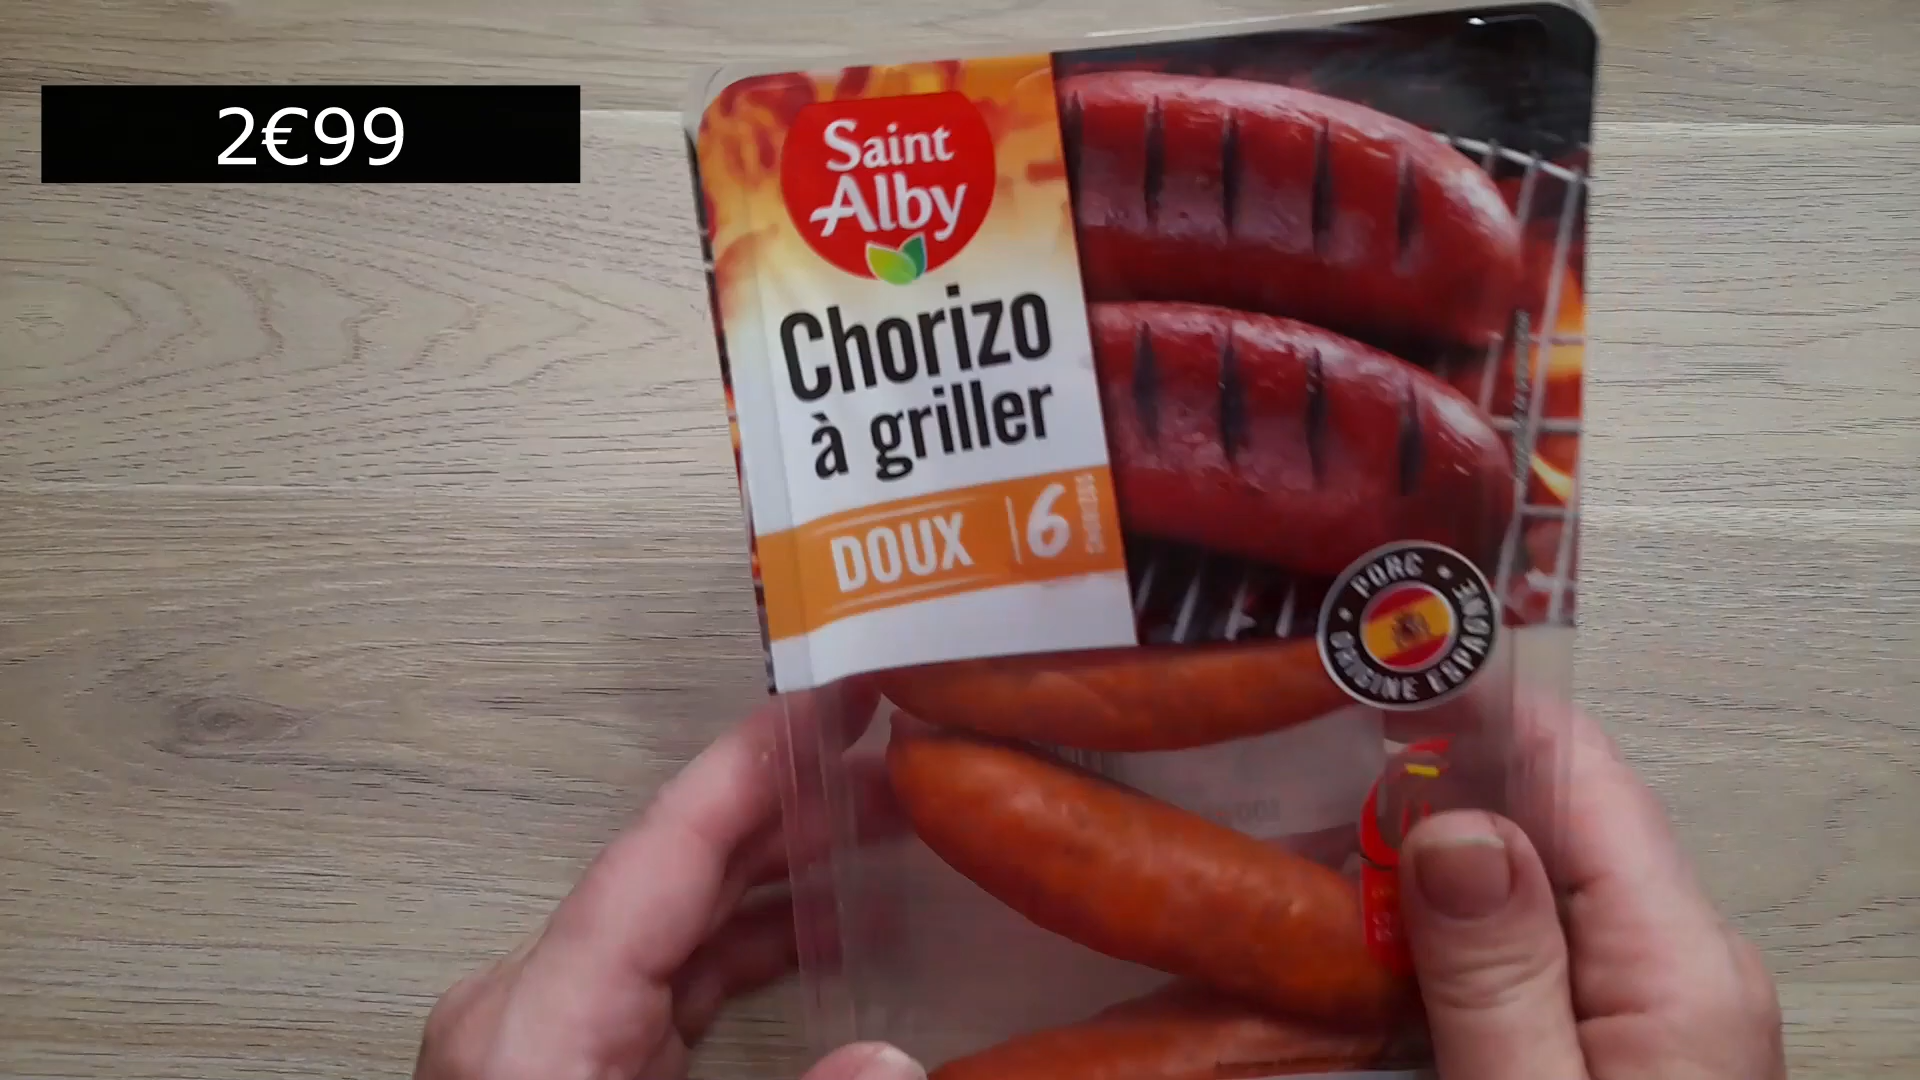 2€99
Saint
Alby
Chorizo
à griller
DOUX 6
PORC • ORIGINE ESPAGNE •